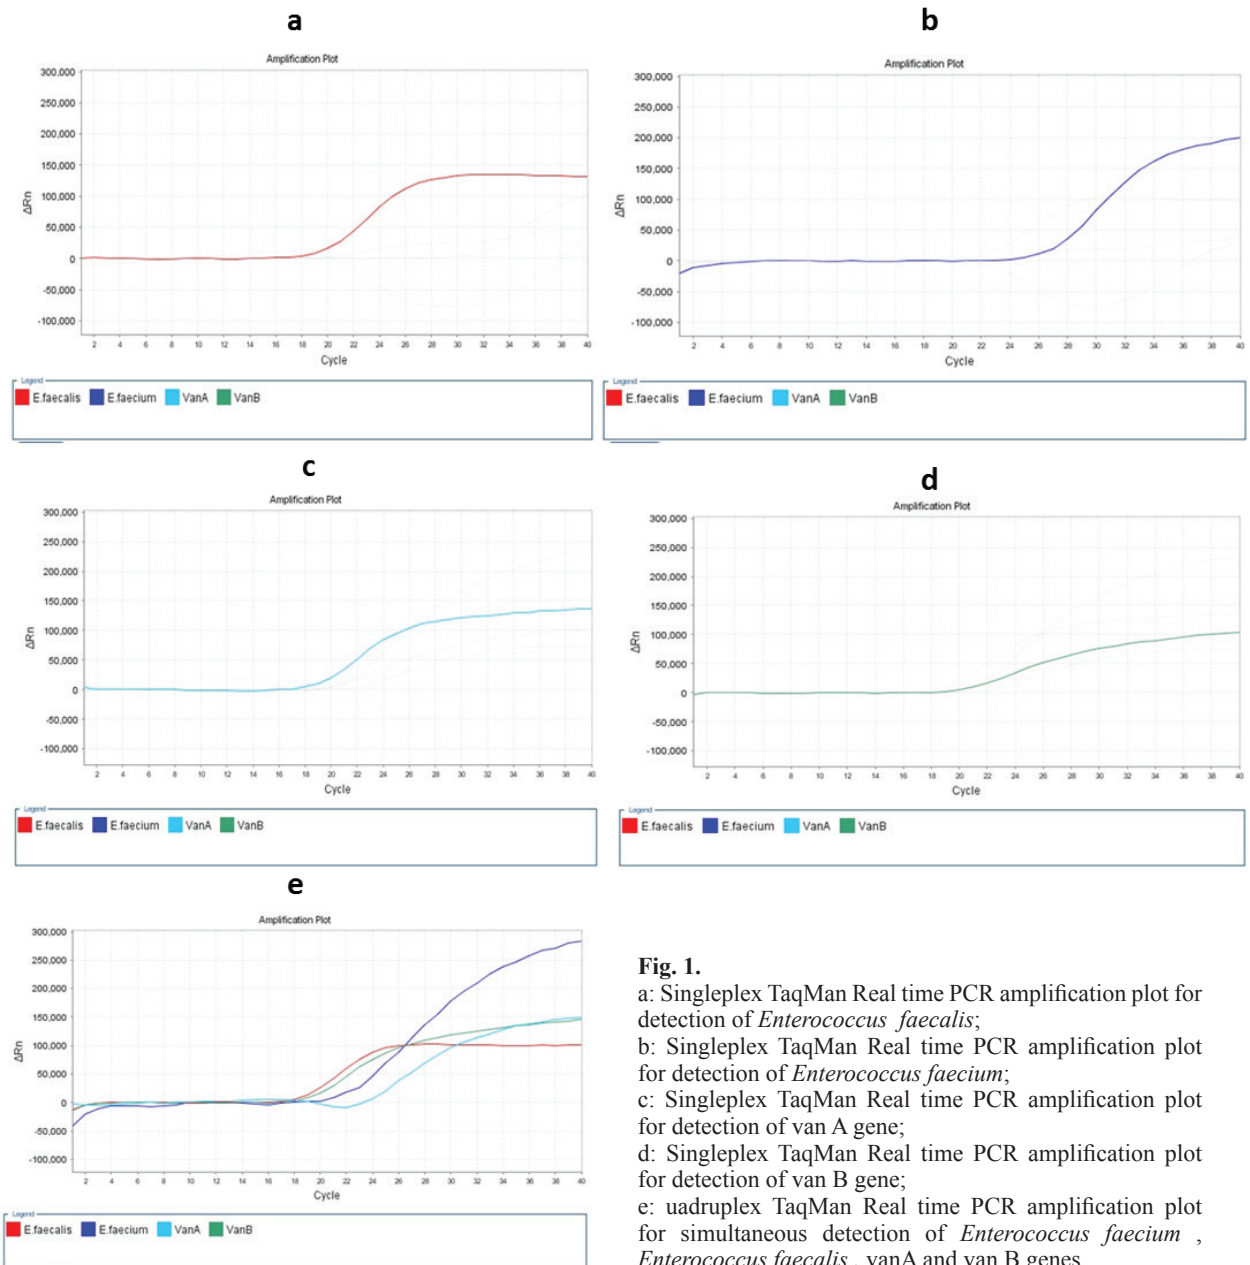 a
Amplification Plot
300,000
250,000
200,000
150,000
100,000
50,000
0
-50,000
-100,000
ΔRn
2 4 6 8 10 12 14 16 18 20 22 24 26 28 30 32 34 36 38 40
Cycle
Legend
E.faecalis E.faecium VanA VanB
b
Amplification Plot
300,000
250,000
200,000
150,000
100,000
50,000
0
-50,000
-100,000
ΔRn
2 4 6 8 10 12 14 16 18 20 22 24 26 28 30 32 34 36 38 40
Cycle
Legend
E.faecalis E.faecium VanA VanB
c
Amplification Plot
300,000
250,000
200,000
150,000
100,000
50,000
0
-50,000
-100,000
ΔRn
2 4 6 8 10 12 14 16 18 20 22 24 26 28 30 32 34 36 38 40
Cycle
Legend
E.faecalis E.faecium VanA VanB
d
Amplification Plot
300,000
250,000
200,000
150,000
100,000
50,000
0
-50,000
-100,000
ΔRn
2 4 6 8 10 12 14 16 18 20 22 24 26 28 30 32 34 36 38 40
Cycle
Legend
E.faecalis E.faecium VanA VanB
e
Amplification Plot
300,000
250,000
200,000
150,000
100,000
50,000
0
-50,000
-100,000
ΔRn
2 4 6 8 10 12 14 16 18 20 22 24 26 28 30 32 34 36 38 40
Cycle
Legend
E.faecalis E.faecium VanA VanB
Fig. 1.
a: Singleplex TaqMan Real time PCR amplification plot for
detection of Enterococcus faecalis;
b: Singleplex TaqMan Real time PCR amplification plot
for detection of Enterococcus faecium;
c: Singleplex TaqMan Real time PCR amplification plot
for detection of van A gene;
d: Singleplex TaqMan Real time PCR amplification plot
for detection of van B gene;
e: uadruplex TaqMan Real time PCR amplification plot
for simultaneous detection of Enterococcus faecium ,
Enterococcus faecalis , vanA and van B genes